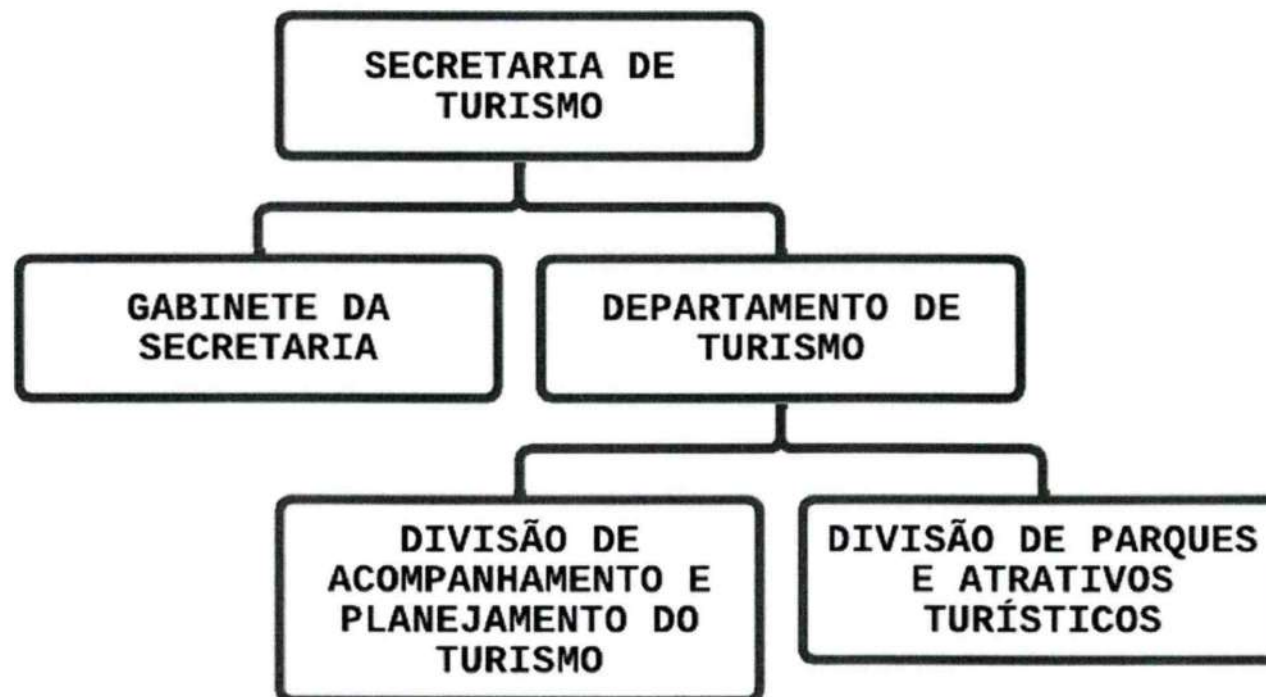 SECRETARIA DE
TURISMO
GABINETE DA
SECRETARIA
DEPARTAMENTO DE
TURISMO
DIVISÃO DE
ACOMPANHAMENTO E
PLANEJAMENTO DO
TURISMO
DIVISÃO DE PARQUES
E ATRATIVOS
TURÍSTICOS